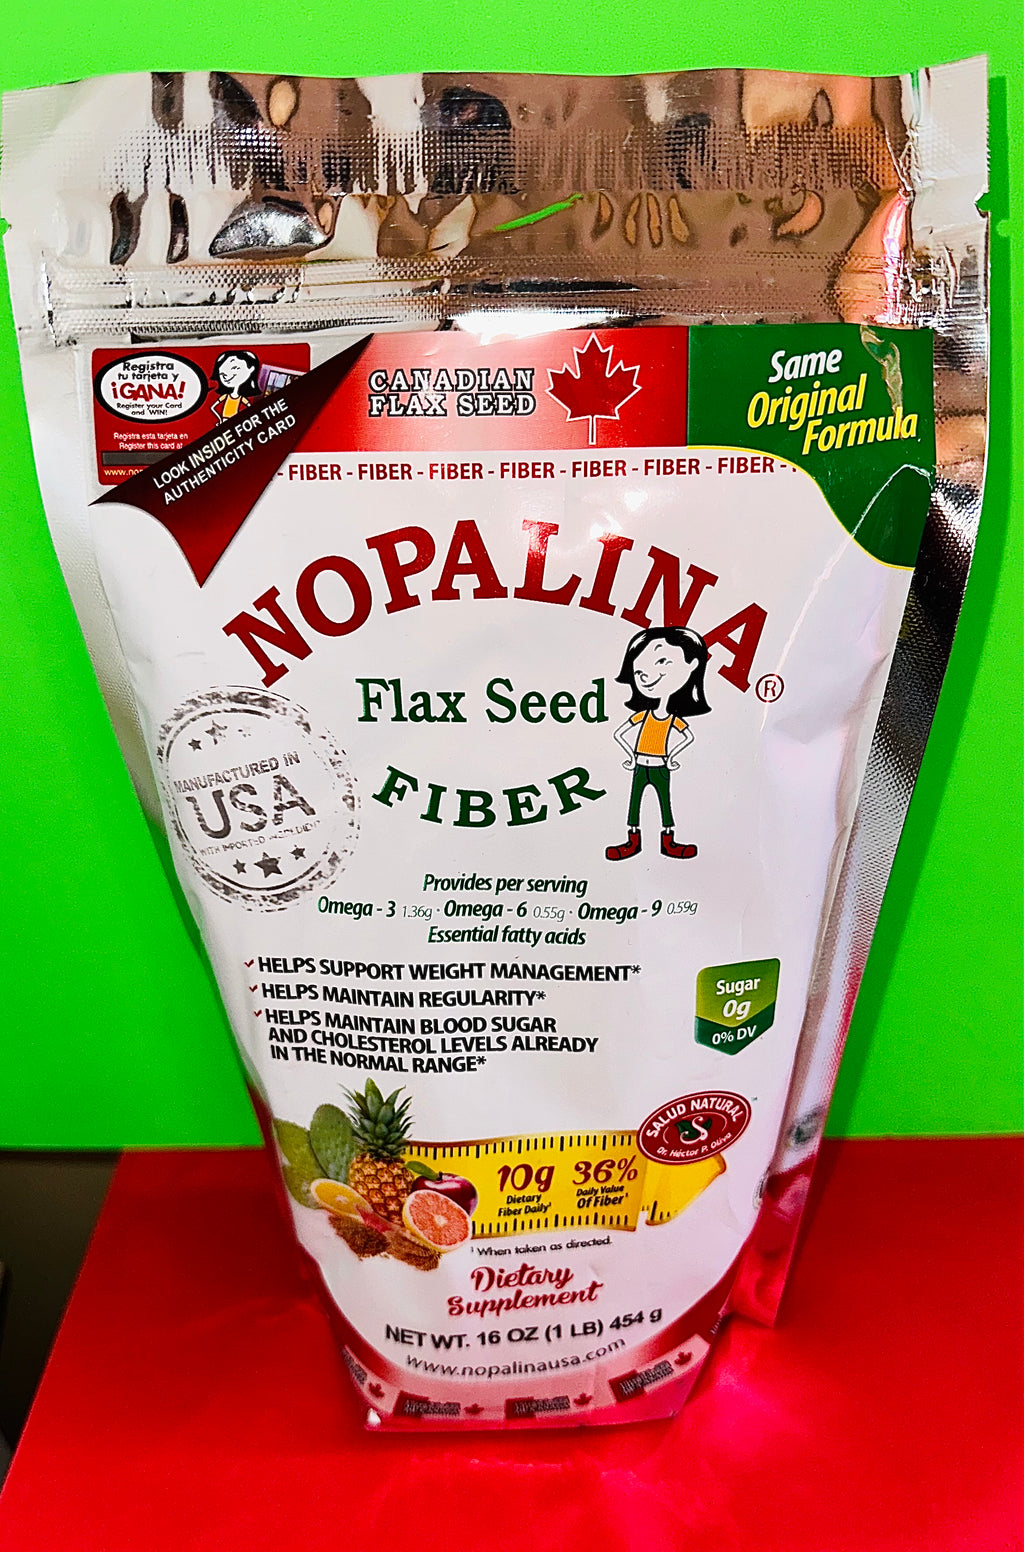 Registra
tu tarjeta y
¡GANA!
Register your Card
and WIN!
Registra esta tarjeta en
Register this card at
LOOK INSIDE FOR THE
AUTHENTICITY CARD
CANADIAN
FLAX SEED
Same
Original
Formula
- FIBER - FIBER - FIBER - FIBER - FIBER - FIBER - FIBER -
NOPALINA®
Flax Seed
FIBER
MANUFACTURED IN
USA
WITH IMPORTED
Provides per serving
Omega - 3 1.36g · Omega - 6 0.55g · Omega - 9 0.59g
Essential fatty acids
HELPS SUPPORT WEIGHT MANAGEMENT*
HELPS MAINTAIN REGULARITY*
HELPS MAINTAIN BLOOD SUGAR
AND CHOLESTEROL LEVELS ALREADY
IN THE NORMAL RANGE*
Sugar
0g
0% DV
SALUD NATURAL
Dr. Héctor P. Oliva
10g
Dietary
Fiber Daily¹
36%
Daily Value
Of Fiber¹
¹ When taken as directed.
Dietary
Supplement
NET WT. 16 OZ (1 LB) 454 g
www.nopalinausa.com